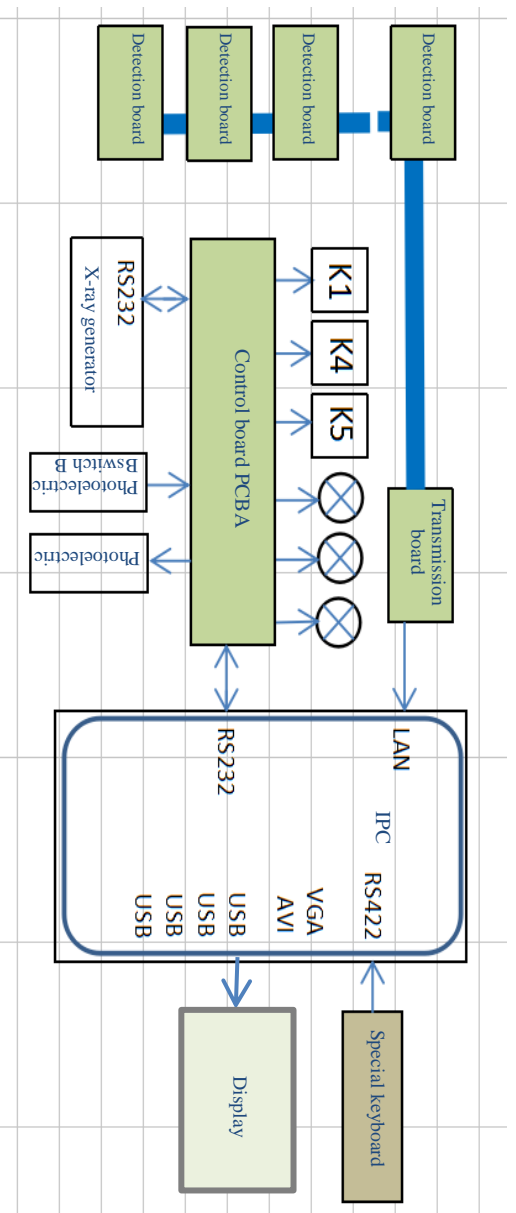 Detection board
Detection board
Detection board
Detection board
RS232
X-ray generator
Control board PCBA
K1
K4
K5
Photoelectric
Bswitch B
Photoelectric
Transmission
board
LAN
RS232
IPC
RS422
VGA
AVI
USB
USB
USB
USB
Special keyboard
Display